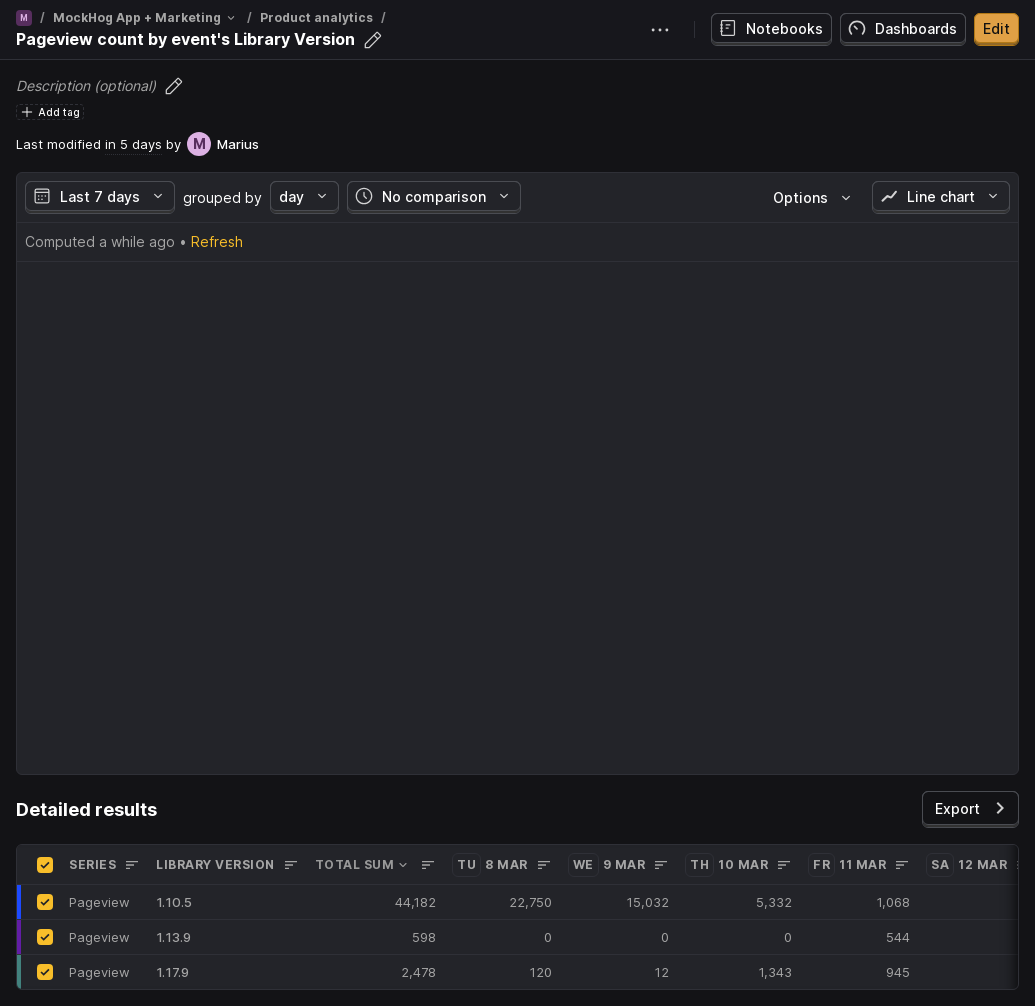 M / MockHog App + Marketing / Product analytics /
Pageview count by event's Library Version
Notebooks
Dashboards
Edit
Description (optional)
Add tag
Last modified in 5 days by M Marius
Last 7 days grouped by day No comparison Options Line chart
Computed a while ago • Refresh
Detailed results
Export
SERIES LIBRARY VERSION TOTAL SUM TU 8 MAR WE 9 MAR TH 10 MAR FR 11 MAR SA 12 MAR
Pageview 1.10.5 44,182 22,750 15,032 5,332 1,068
Pageview 1.13.9 598 0 0 0 544
Pageview 1.17.9 2,478 120 12 1,343 945